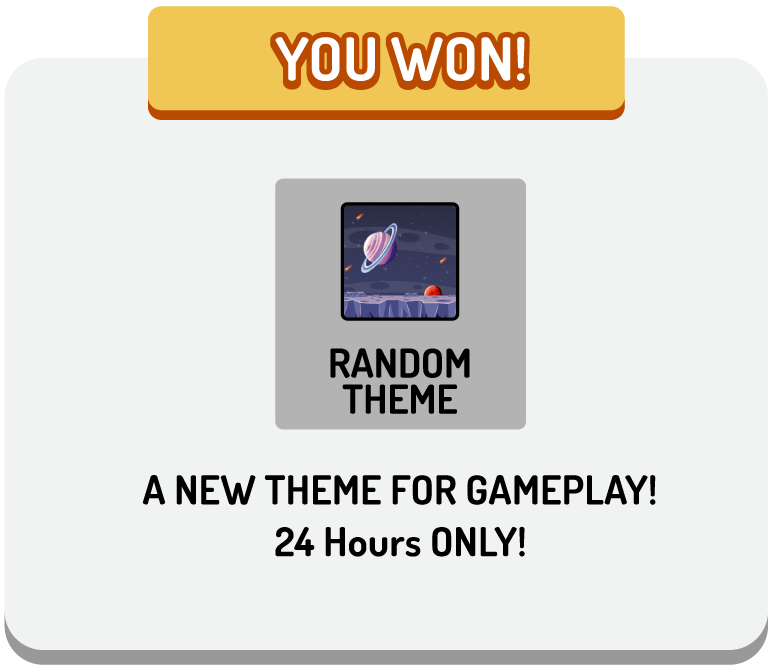 YOU WON!
RANDOM
THEME
A NEW THEME FOR GAMEPLAY!
24 Hours ONLY!